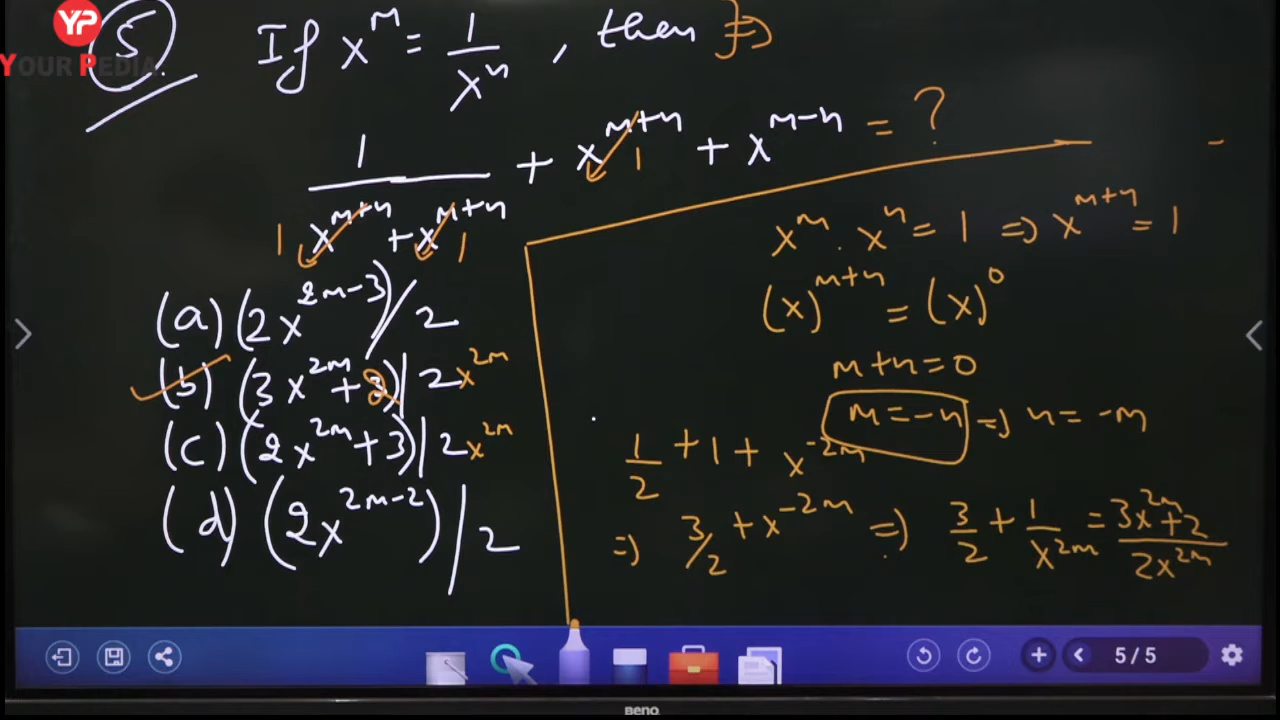 YP
YOUR PEDIA
(5) If x^m = 1/x^n , then ⇒
1/(x^(m+n) + x^(m+n)) + x^(m+n) + x^(m-n) = ?
1 1 1
(a) (2x^(2m-3))/2
(b) (3x^(2m) + 2)/2x^(2m)
(c) (2x^(2m) + 3)/2x^(2m)
(d) (2x^(2m-2))/2
x^m . x^n = 1 ⇒ x^(m+n) = 1
(x)^(m+n) = (x)^0
m+n=0
m=-n ⇒ n=-m
1/2 + 1 + x^(-2m)
⇒ 3/2 + x^(-2m) ⇒ 3/2 + 1/x^(2m) = (3x^(2m)+2)/2x^(2m)
5/5
BenQ